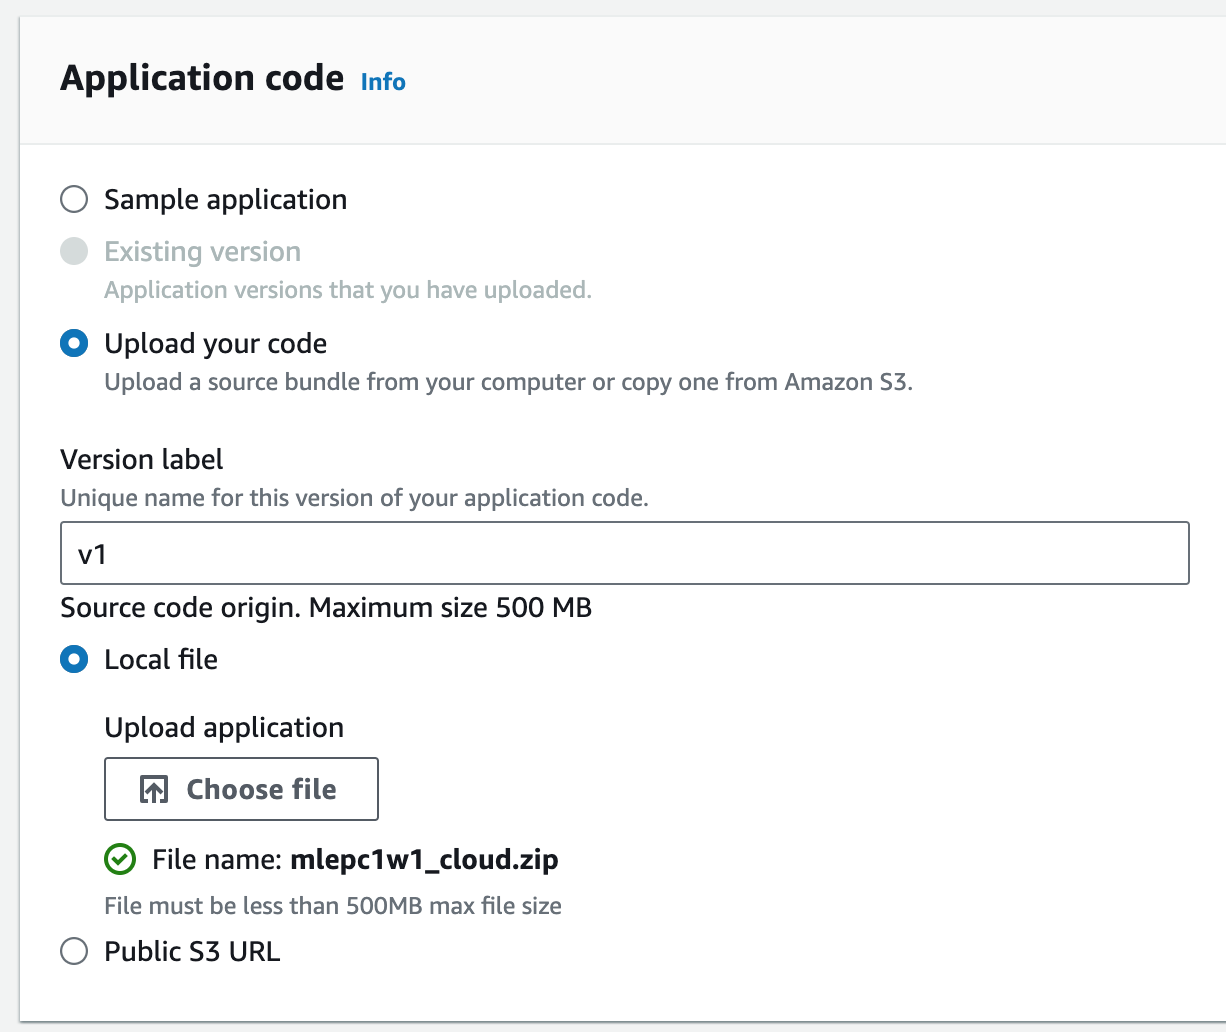 Application code Info
Sample application
Existing version
Application versions that you have uploaded.
Upload your code
Upload a source bundle from your computer or copy one from Amazon S3.
Version label
Unique name for this version of your application code.
v1
Source code origin. Maximum size 500 MB
Local file
Upload application
Choose file
File name: mlepc1w1_cloud.zip
File must be less than 500MB max file size
Public S3 URL